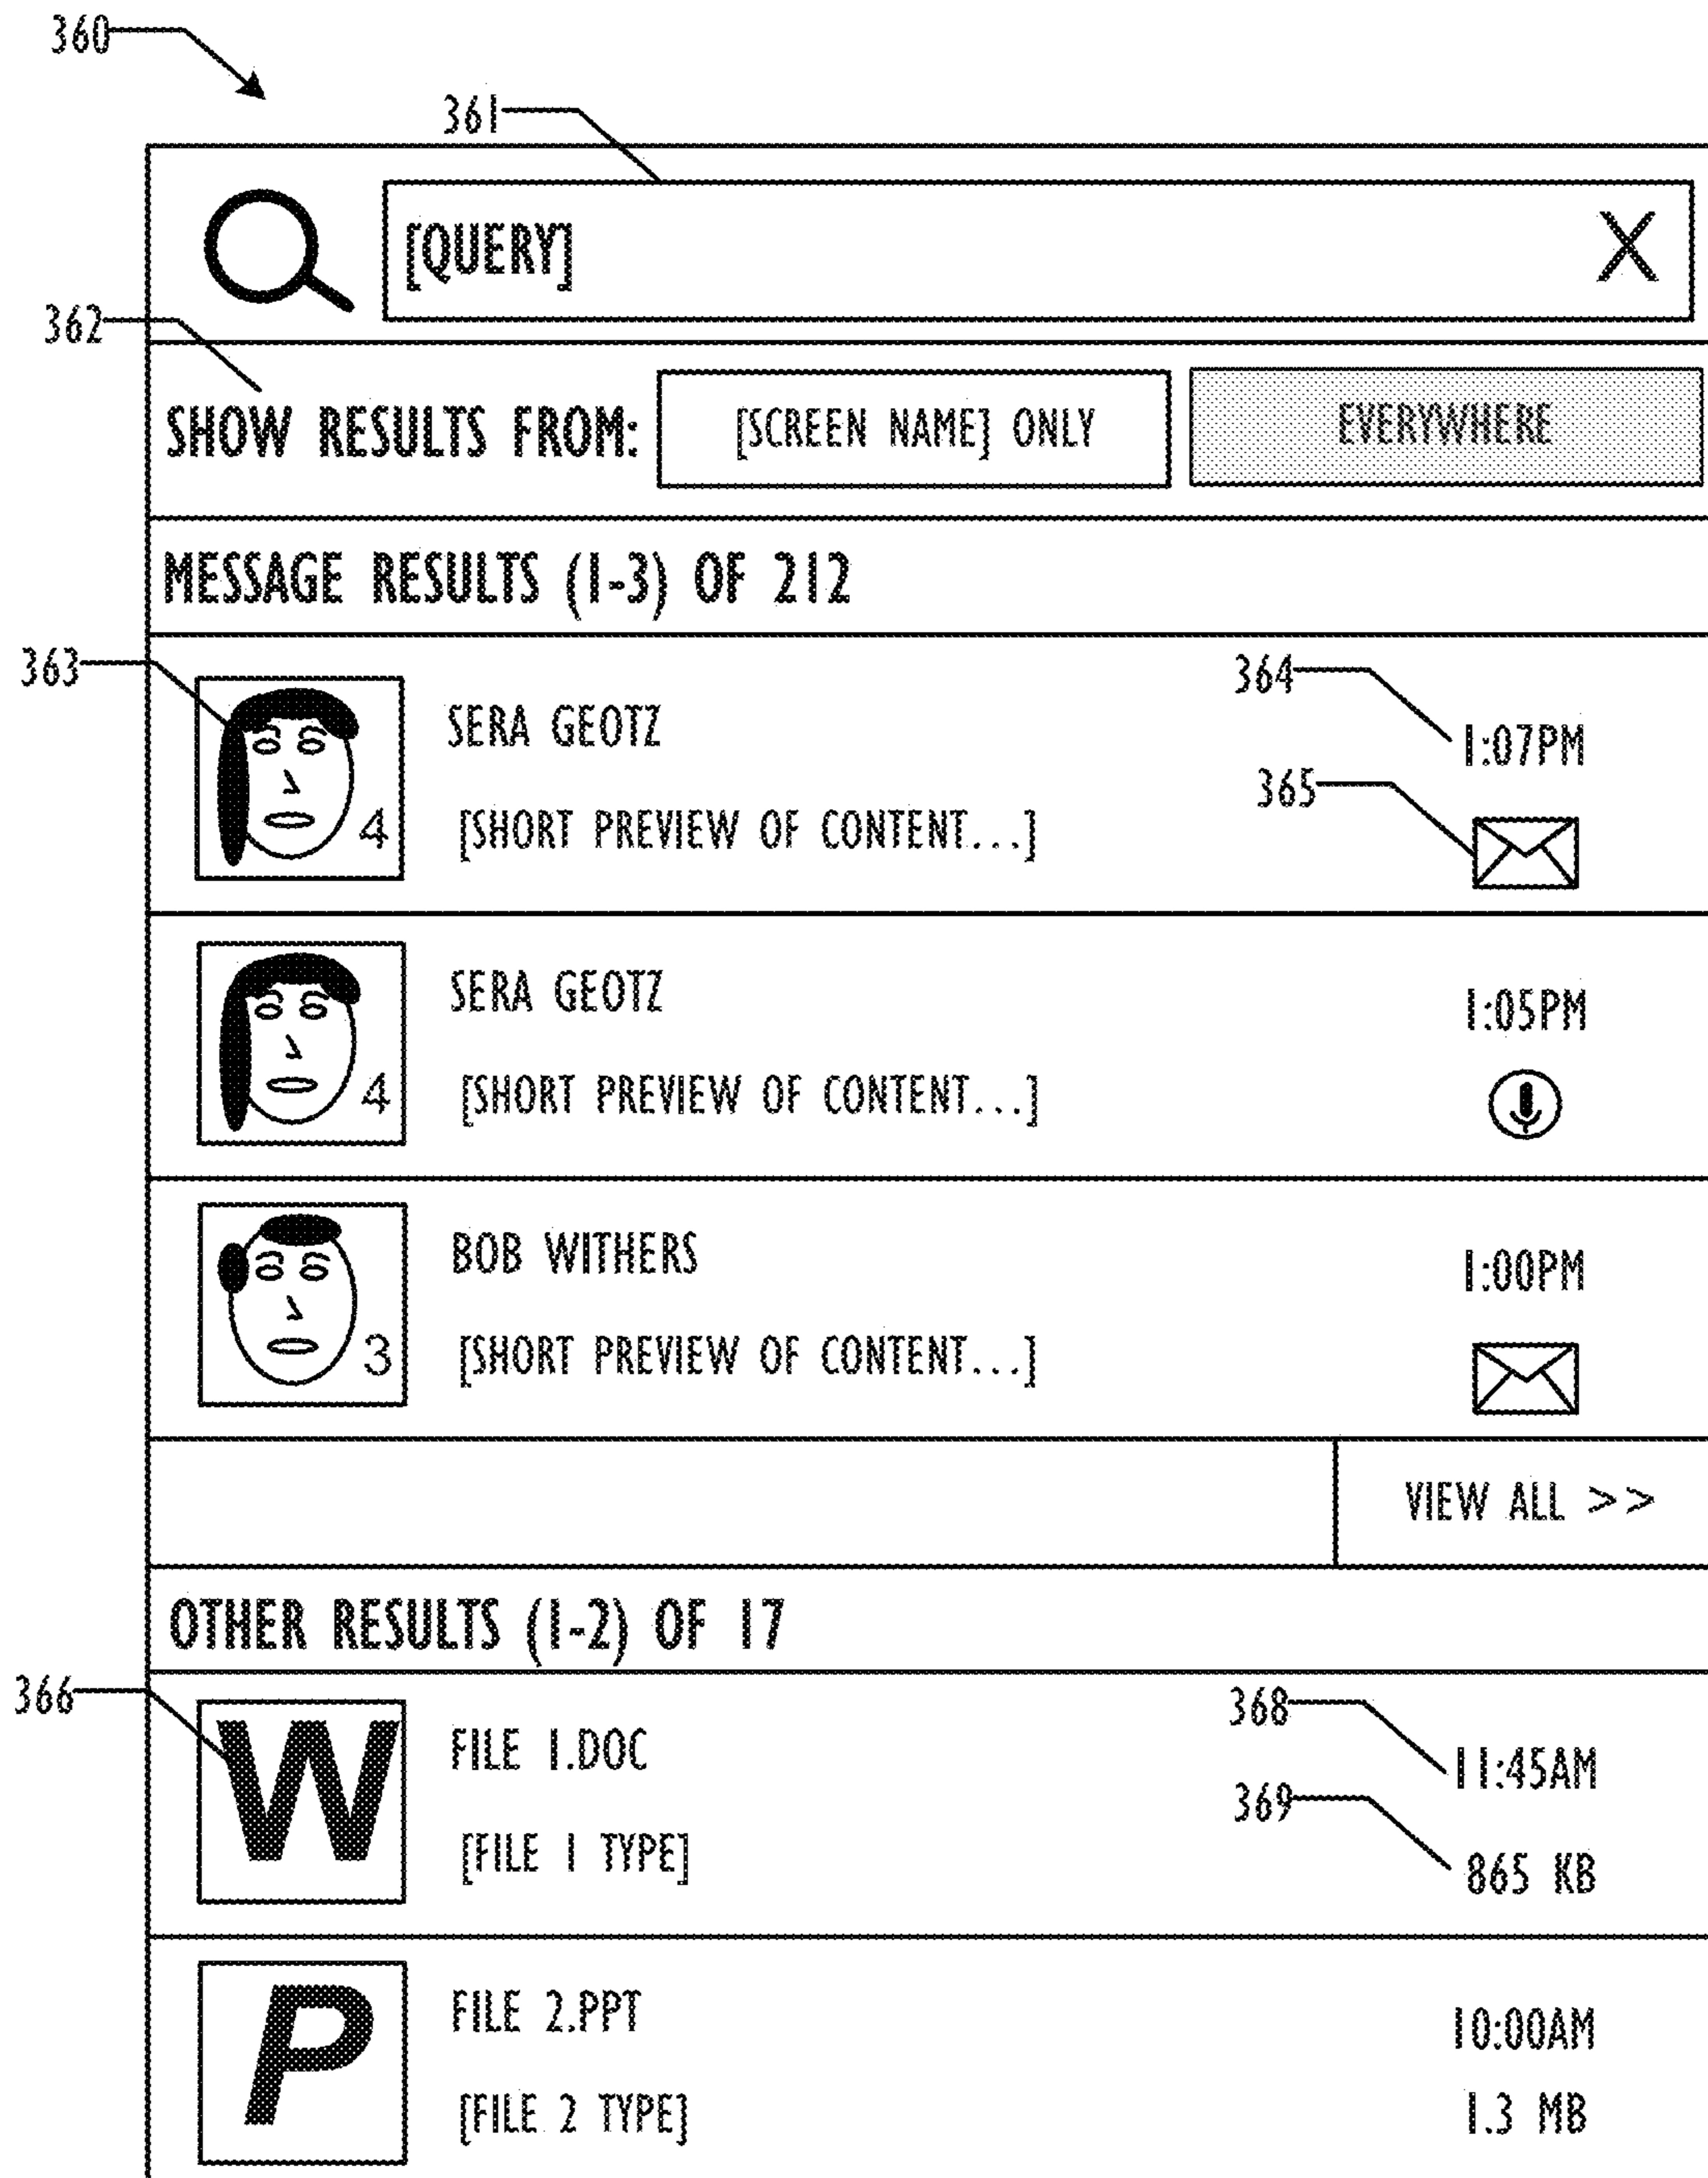 360
361
[QUERY] X
362
SHOW RESULTS FROM: [SCREEN NAME] ONLY EVERYWHERE
MESSAGE RESULTS (1-3) OF 212
363
364
SERA GEOTZ
1:07PM
365
4
[SHORT PREVIEW OF CONTENT...]
SERA GEOTZ
1:05PM
4
[SHORT PREVIEW OF CONTENT...]
BOB WITHERS
1:00PM
3
[SHORT PREVIEW OF CONTENT...]
VIEW ALL >>
OTHER RESULTS (1-2) OF 17
366
368
W
FILE 1.DOC
11:45AM
369
[FILE 1 TYPE]
865 KB
P
FILE 2.PPT
10:00AM
[FILE 2 TYPE]
1.3 MB